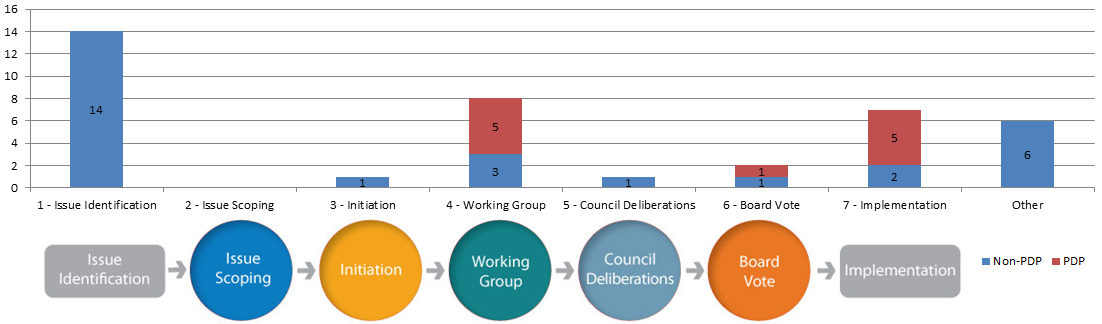 16
14
12
10
8
6
4
2
0
14
1
5
3
1
1
1
5
2
6
1 - Issue Identification 2 - Issue Scoping 3 - Initiation 4 - Working Group 5 - Council Deliberations 6 - Board Vote 7 - Implementation Other
Issue
Identification
Issue
Scoping
Initiation
Working
Group
Council
Deliberations
Board
Vote
Implementation
Non-PDP PDP